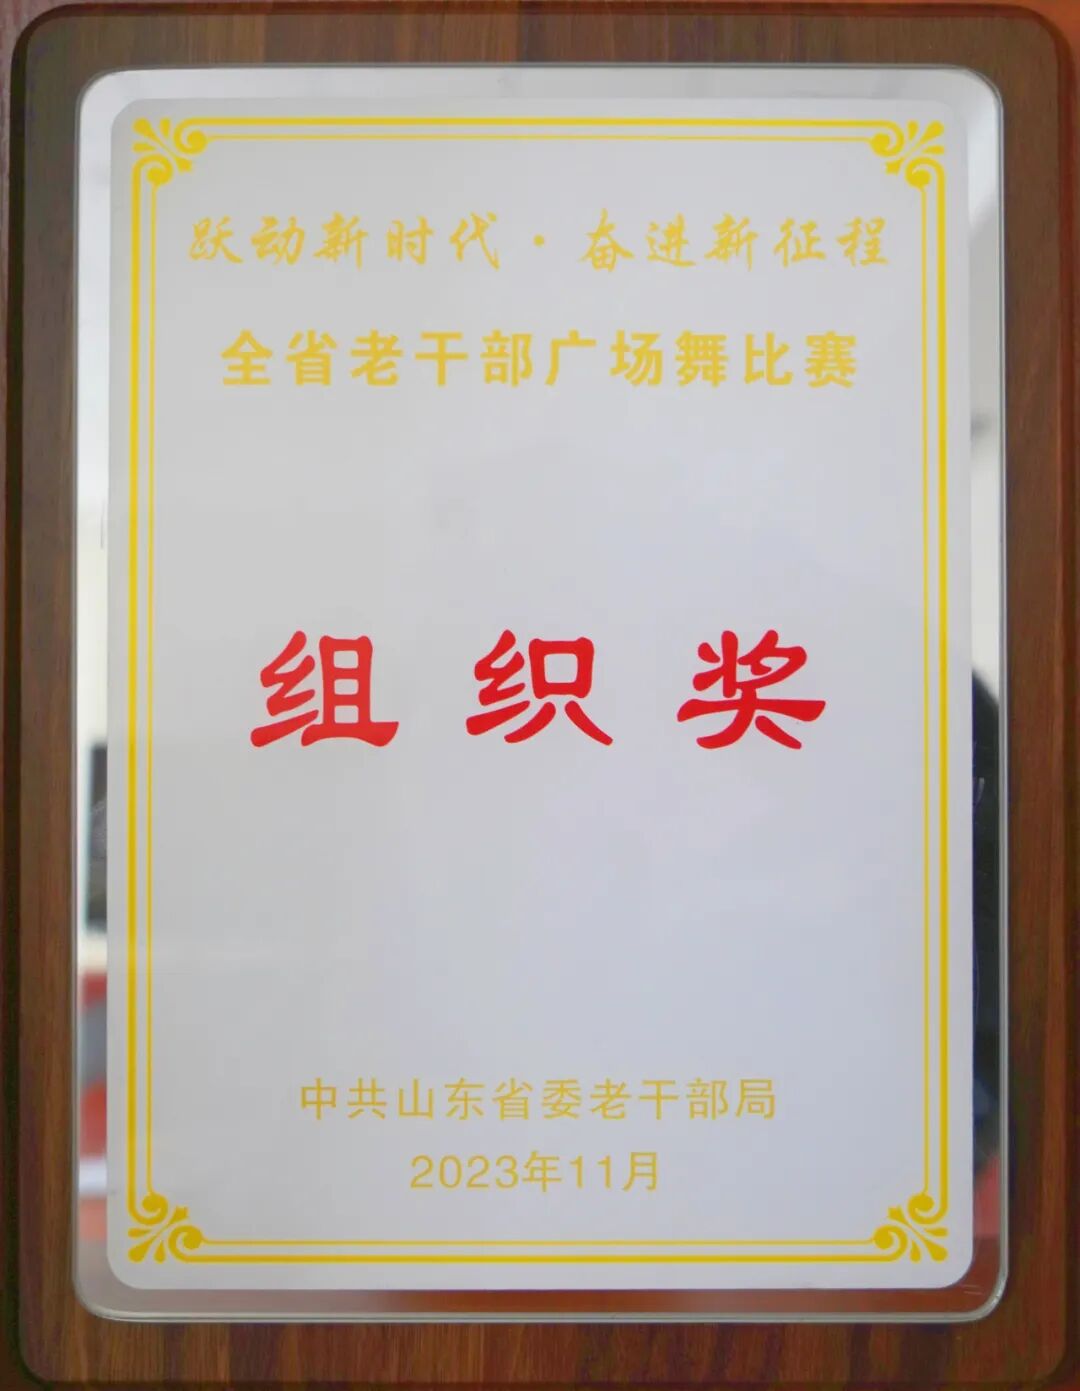 跃动新时代·奋进新征程
全省老干部广场舞比赛
组织奖
中共山东省委老干部局
2023年11月